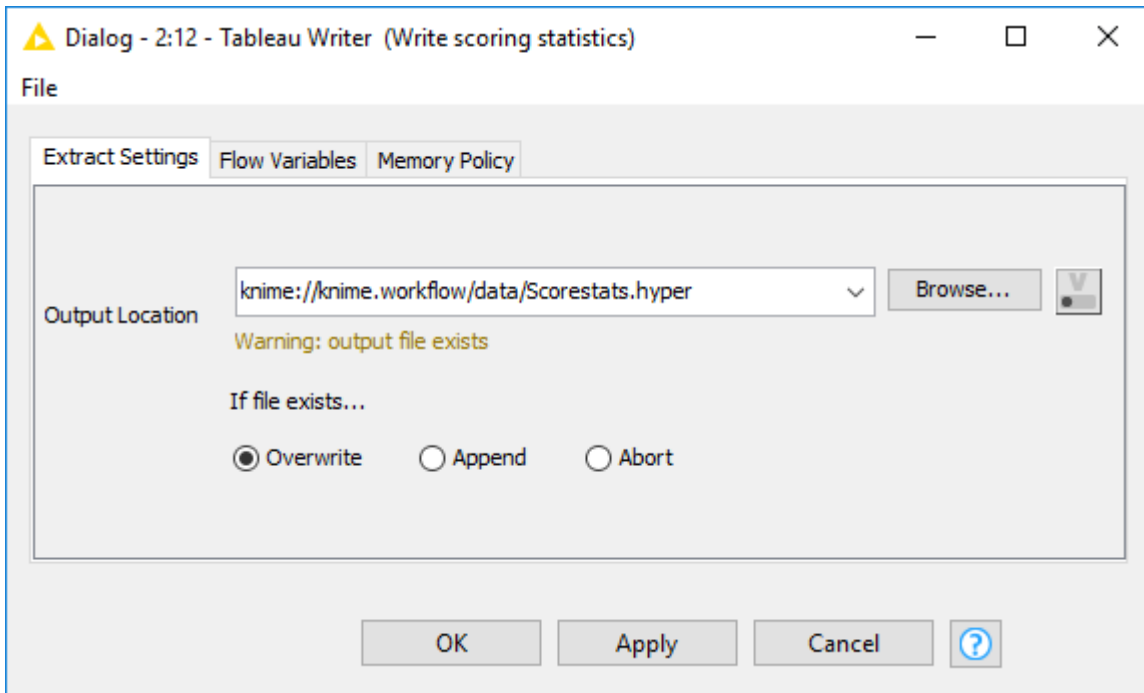 Dialog - 2:12 - Tableau Writer (Write scoring statistics)
File
Extract Settings Flow Variables Memory Policy
Output Location knime://knime.workflow/data/Scorestats.hyper Browse... V
Warning: output file exists
If file exists...
Overwrite Append Abort
OK Apply Cancel ?